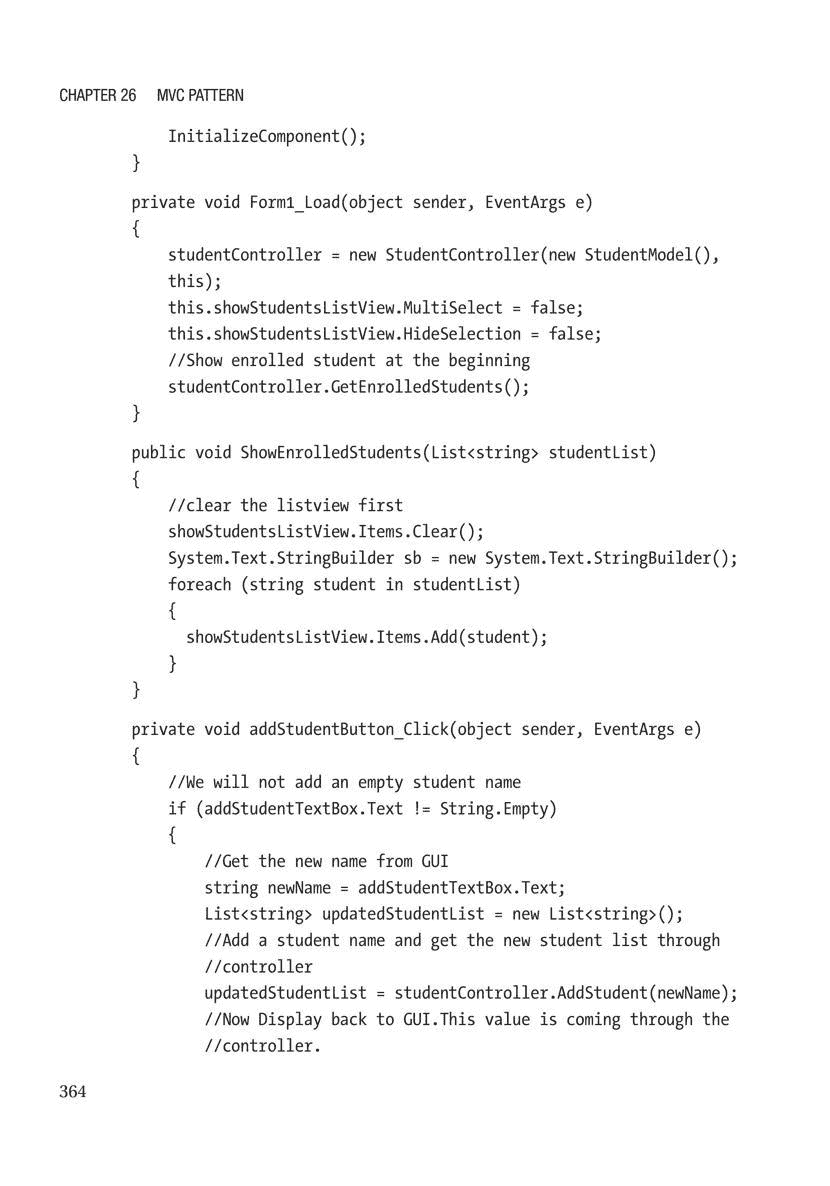 CHAPTER 26 MVC PATTERN
InitializeComponent();
}
private void Form1_Load(object sender, EventArgs e)
{
studentController = new StudentController(new StudentModel(),
this);
this.showStudentsListView.MultiSelect = false;
this.showStudentsListView.HideSelection = false;
//Show enrolled student at the beginning
studentController.GetEnrolledStudents();
}
public void ShowEnrolledStudents(List<string> studentList)
{
//clear the listview first
showStudentsListView.Items.Clear();
System.Text.StringBuilder sb = new System.Text.StringBuilder();
foreach (string student in studentList)
{
showStudentsListView.Items.Add(student);
}
}
private void addStudentButton_Click(object sender, EventArgs e)
{
//We will not add an empty student name
if (addStudentTextBox.Text != String.Empty)
{
//Get the new name from GUI
string newName = addStudentTextBox.Text;
List<string> updatedStudentList = new List<string>();
//Add a student name and get the new student list through
//controller
updatedStudentList = studentController.AddStudent(newName);
//Now Display back to GUI.This value is coming through the
//controller.
364